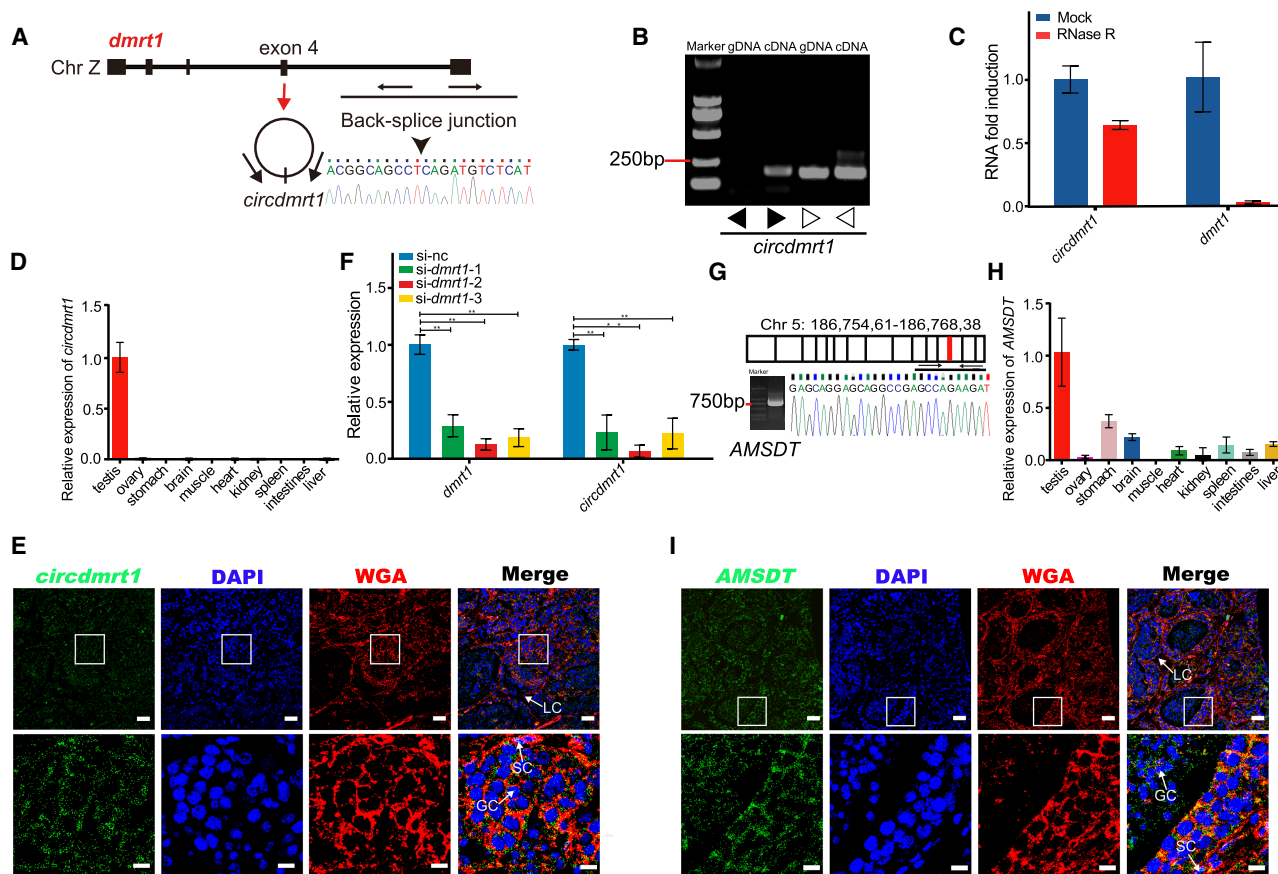 A
dmrt1
Chr Z
exon 4
Back-splice junction
ACGGCAGCCTCAGATGTCTCAT
circdmrt1
B
Marker gDNA cDNA gDNA cDNA
250bp
circdmrt1
C
Mock
RNase R
RNA fold induction
1.0
0.5
0.0
circdmrt1
dmrt1
D
Relative expression of circdmrt1
1.5
1.0
0.5
0.0
testis
ovary
stomach
brain
muscle
heart
kidney
spleen
intestines
liver
F
si-nc
si-dmrt1-1
si-dmrt1-2
si-dmrt1-3
Relative expression
1.0
0.5
0.0
**
**
**
**
* *
**
dmrt1
circdmrt1
G
Chr 5: 186,754,61-186,768,38
Marker
750bp
GAGCAGGAGCAGGCCGAGCCAGAAGAT
AMSDT
H
Relative expression of AMSDT
1.5
1.0
0.5
0.0
testis
ovary
stomach
brain
muscle
heart
kidney
spleen
intestines
liver
E
circdmrt1
DAPI
WGA
Merge
LC
SC
GC
I
AMSDT
DAPI
WGA
Merge
LC
GC
SC